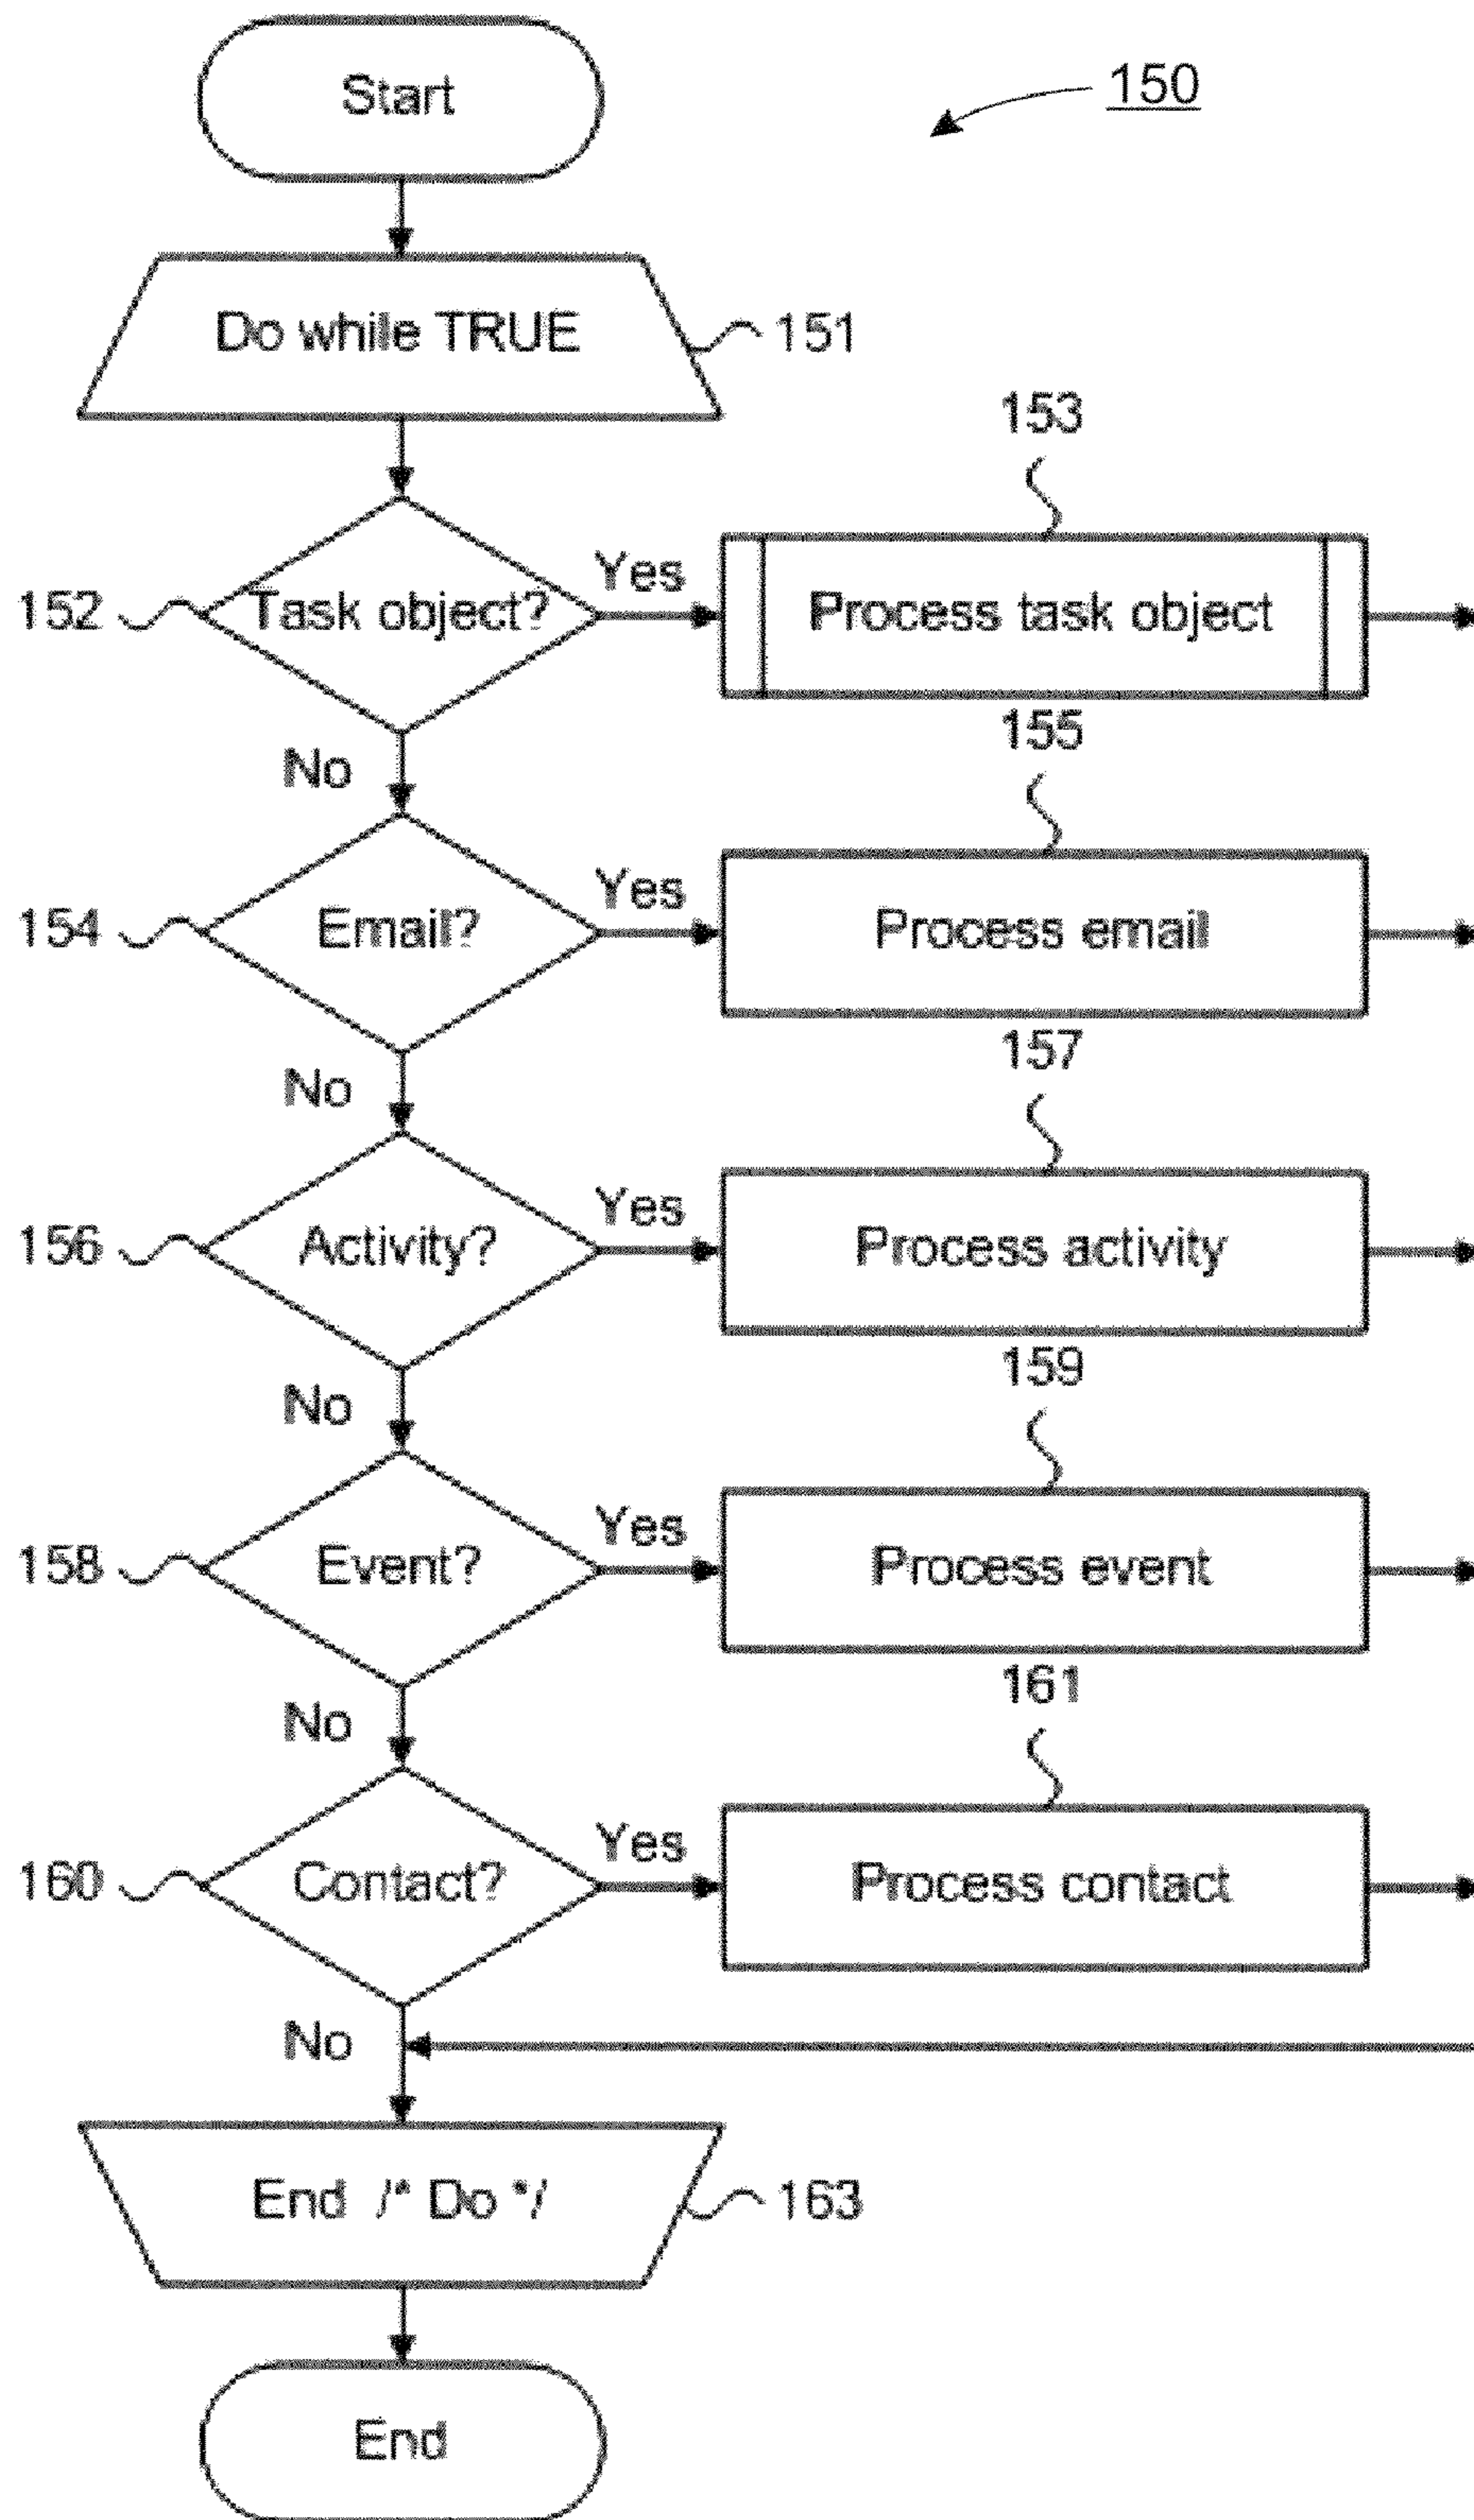 Start
150
Do while TRUE
151
153
152
Task object?
Yes
Process task object
No
155
154
Email?
Yes
Process email
No
157
156
Activity?
Yes
Process activity
No
159
158
Event?
Yes
Process event
No
161
160
Contact?
Yes
Process contact
No
End /* Do */
163
End